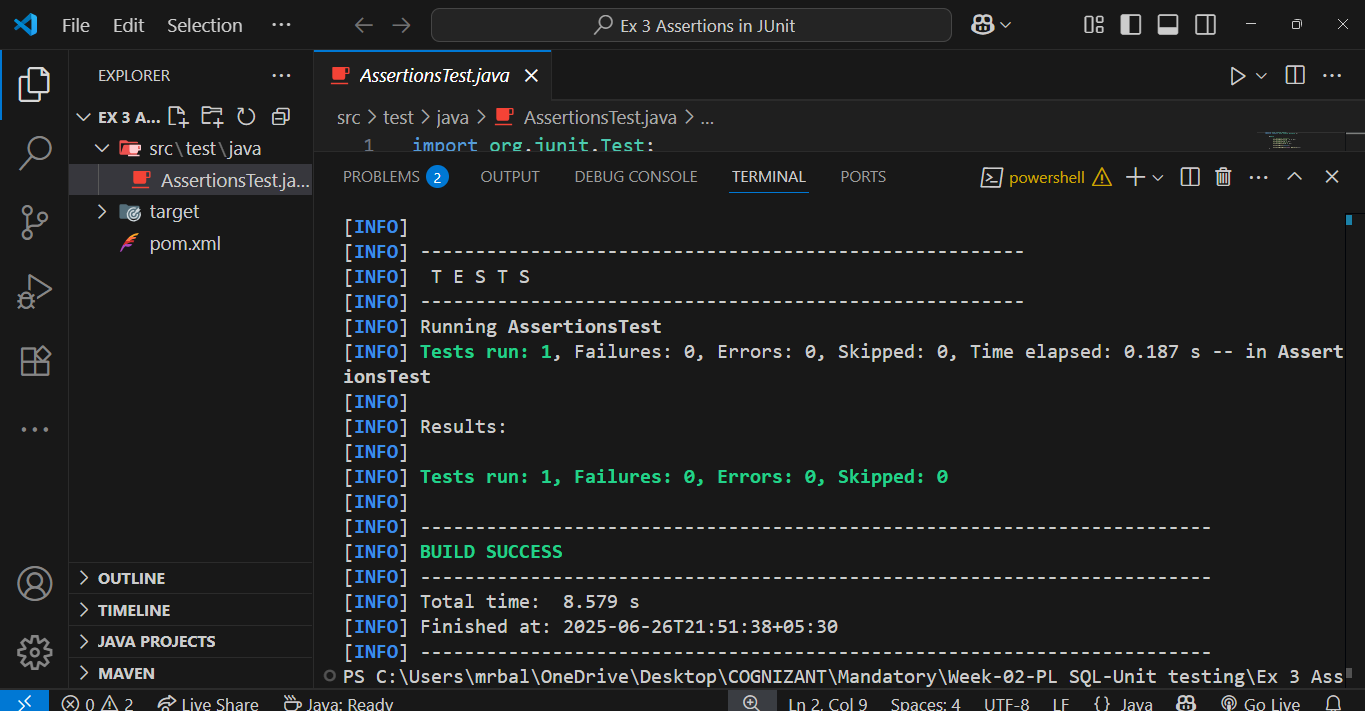 File Edit Selection ··· Ex 3 Assertions in JUnit
EXPLORER ···
EX 3 A...
src\test\java
AssertionsTest.ja...
target
pom.xml
OUTLINE
TIMELINE
JAVA PROJECTS
MAVEN
AssertionsTest.java
src > test > java > AssertionsTest.java > ...
1 import org.junit.Test;
PROBLEMS 2 OUTPUT DEBUG CONSOLE TERMINAL PORTS powershell
[INFO]
[INFO] -------------------------------------------------------
[INFO]  T E S T S
[INFO] -------------------------------------------------------
[INFO] Running AssertionsTest
[INFO] Tests run: 1, Failures: 0, Errors: 0, Skipped: 0, Time elapsed: 0.187 s -- in Assert
ionsTest
[INFO]
[INFO] Results:
[INFO]
[INFO] Tests run: 1, Failures: 0, Errors: 0, Skipped: 0
[INFO]
[INFO] ------------------------------------------------------------------------
[INFO] BUILD SUCCESS
[INFO] ------------------------------------------------------------------------
[INFO] Total time:  8.579 s
[INFO] Finished at: 2025-06-26T21:51:38+05:30
[INFO] ------------------------------------------------------------------------
PS C:\Users\mrbal\OneDrive\Desktop\COGNIZANT\Mandatory\Week-02-PL SQL-Unit testing\Ex 3 Ass
0 2 Live Share Java: Ready Ln 2, Col 9 Spaces: 4 UTF-8 LF {} Java Go Live